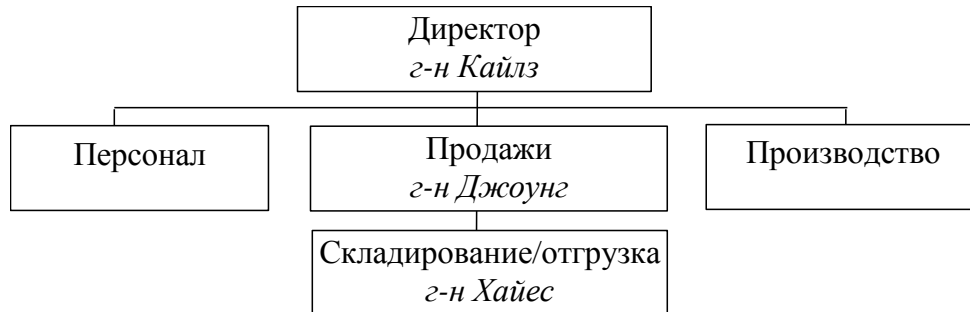 Директор
г-н Кайлз
Персонал
Продажи
г-н Джоунг
Производство
Складирование/отгрузка
г-н Хайес